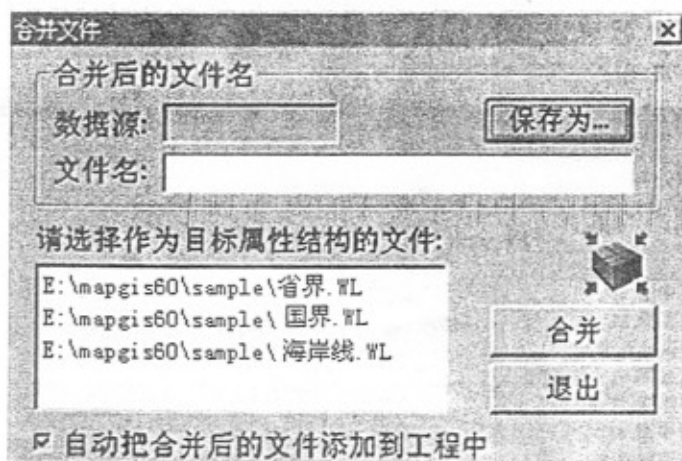 合并文件
合并后的文件名
数据源:
保存为...
文件名:
请选择作为目标属性结构的文件:
E:\mapgis60\sample\省界.WL
E:\mapgis60\sample\国界.WL
E:\mapgis60\sample\海岸线.WL
合并
退出
自动把合并后的文件添加到工程中